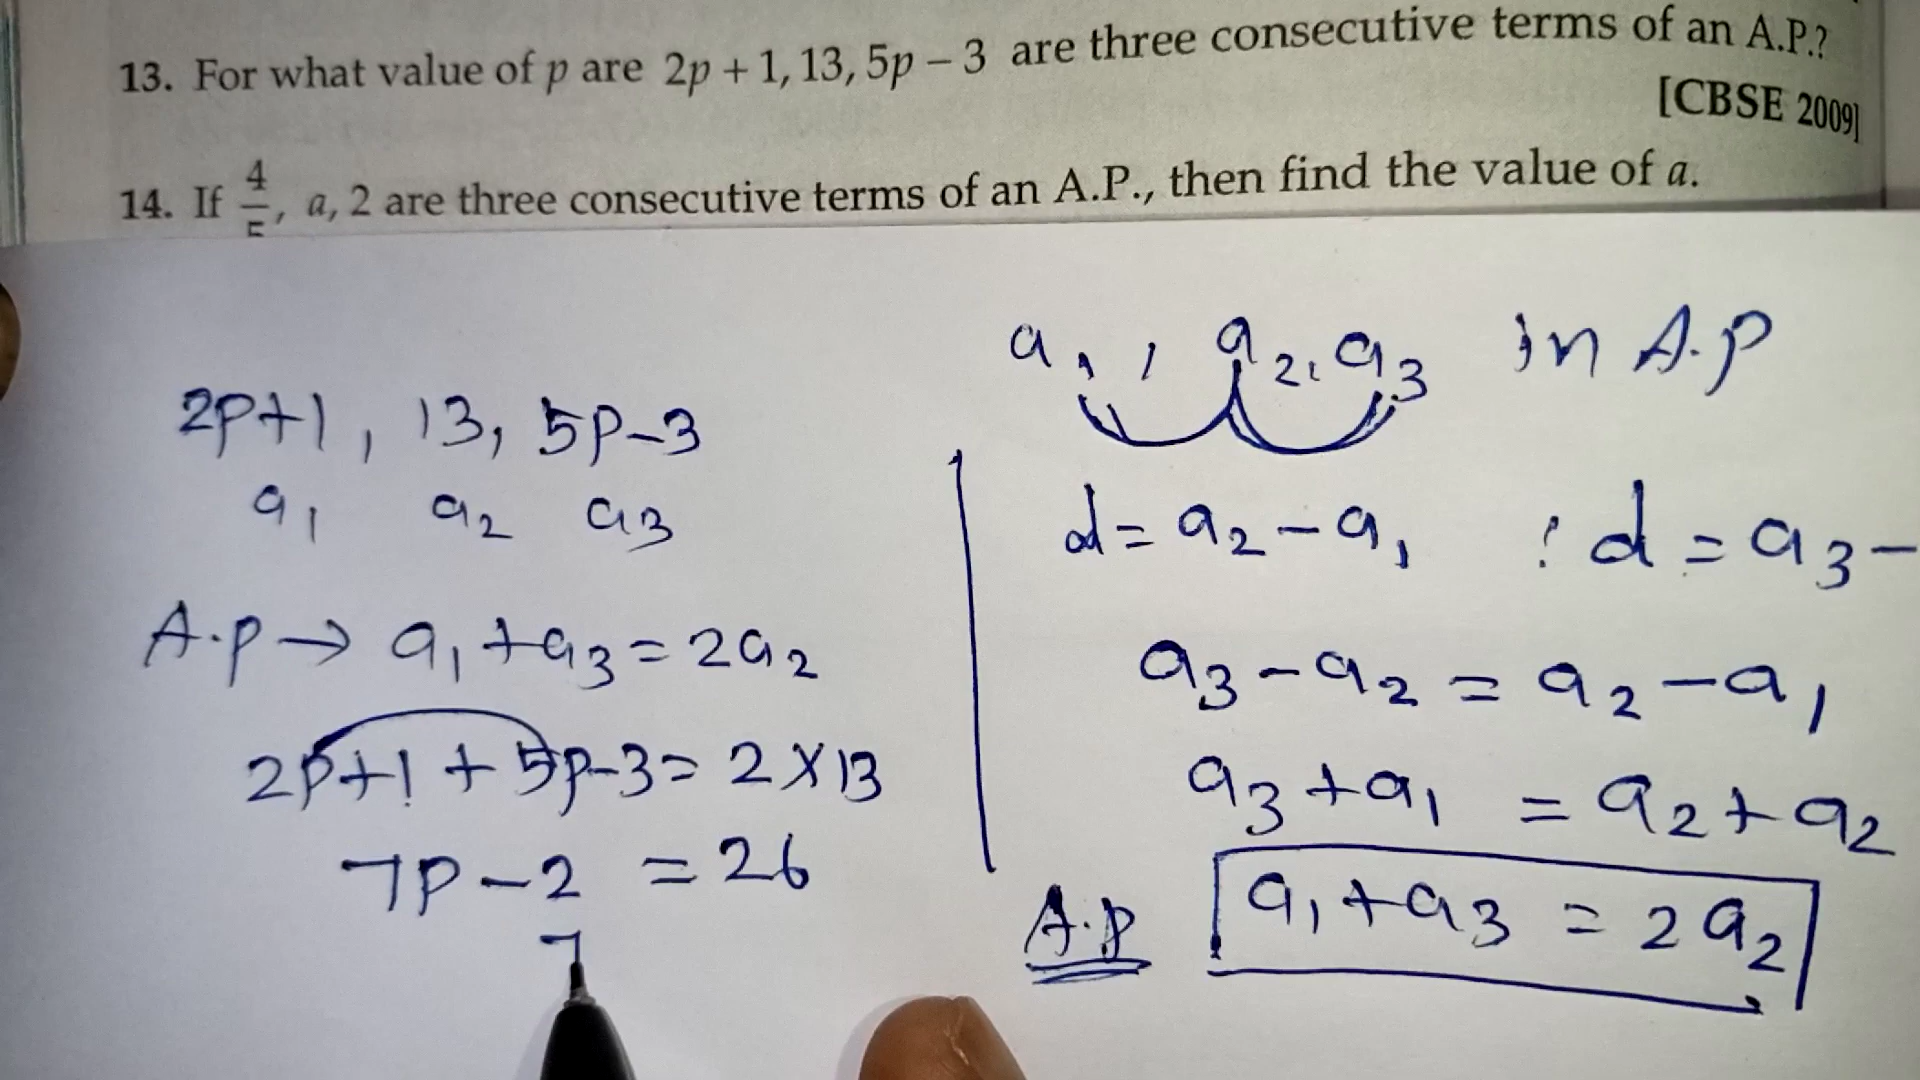 13. For what value of p are 2p + 1, 13, 5p – 3 are three consecutive terms of an A.P.?
[CBSE 2009]
14. If 4/5, a, 2 are three consecutive terms of an A.P., then find the value of a.
2p+1, 13, 5p-3
a1 a2 a3
A.p → a1+a3=2a2
2p+1+5p-3=2×13
7p-2 =26
7
a1, a2, a3 in A.p
d=a2-a1 : d=a3-
a3-a2=a2-a1
a3+a1 =a2+a2
A.p a1+a3=2a2